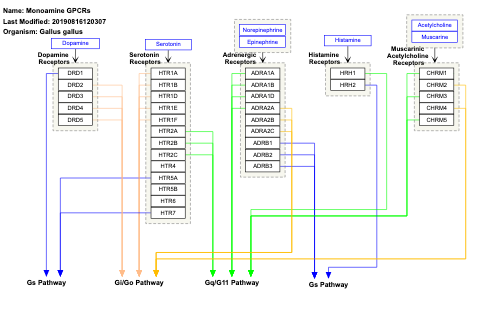 Name: Monoamine GPCRs
Last Modified: 20190816120307
Organism: Gallus gallus
Dopamine
Serotonin
Norepinephrine
Epinephrine
Histamine
Acetylcholine
Muscarine
Dopamine
Receptors
Serotonin
Receptors
Adrenergic
Receptors
Histamine
Receptors
Muscarinic
Acetylcholine
Receptors
DRD1
DRD2
DRD3
DRD4
DRD5
HTR1A
HTR1B
HTR1D
HTR1E
HTR1F
HTR2A
HTR2B
HTR2C
HTR4
HTR5A
HTR5B
HTR6
HTR7
ADRA1A
ADRA1B
ADRA1D
ADRA2A
ADRA2B
ADRA2C
ADRB1
ADRB2
ADRB3
HRH1
HRH2
CHRM1
CHRM2
CHRM3
CHRM4
CHRM5
Gs Pathway
Gi/Go Pathway
Gq/G11 Pathway
Gs Pathway